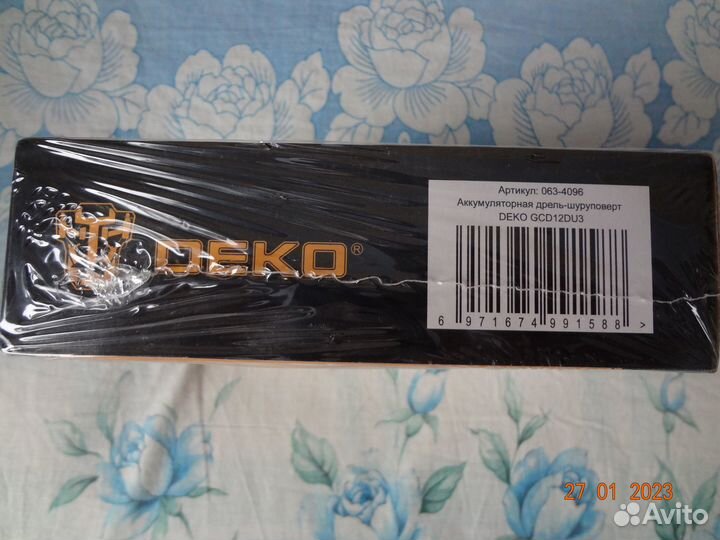 DEKO®
Артикул: 063-4096
Аккумуляторная дрель-шуруповерт
DEKO GCD12DU3
6 971674 991588 >
27 01 2023
Avito